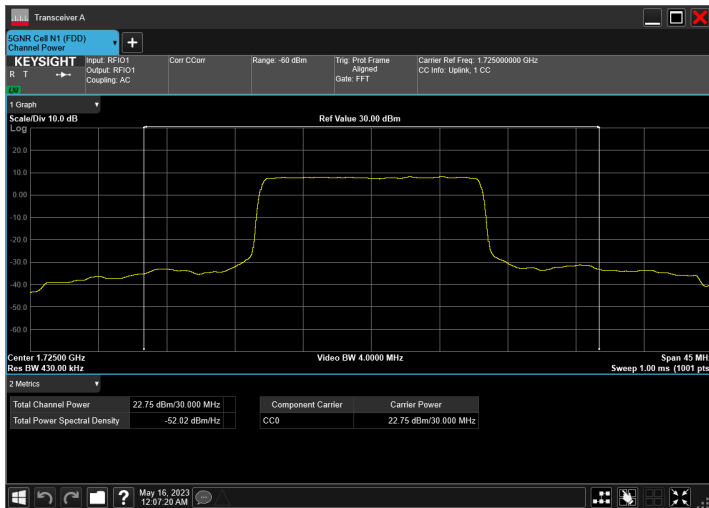 Transceiver A
5GNR Cell N1 (FDD)
Channel Power
KEYSIGHT
R T
LXI
Input: RFIO1
Output: RFIO1
Coupling: AC
Corr CCorr
Range: -60 dBm
Trig: Prot Frame
Aligned
Gate: FFT
Carrier Ref Freq: 1.725000000 GHz
CC Info: Uplink, 1 CC
1 Graph
Scale/Div 10.0 dB
Ref Value 30.00 dBm
Log
20.0
10.0
0.00
-10.0
-20.0
-30.0
-40.0
-50.0
-60.0
Center 1.72500 GHz
Video BW 4.0000 MHz
Span 45 MH
Res BW 430.00 kHz
Sweep 1.00 ms (1001 pts
2 Metrics
Total Channel Power 22.75 dBm/30.000 MHz
Total Power Spectral Density -52.02 dBm/Hz
Component Carrier Carrier Power
CC0 22.75 dBm/30.000 MHz
? May 16, 2023
12:07:20 AM